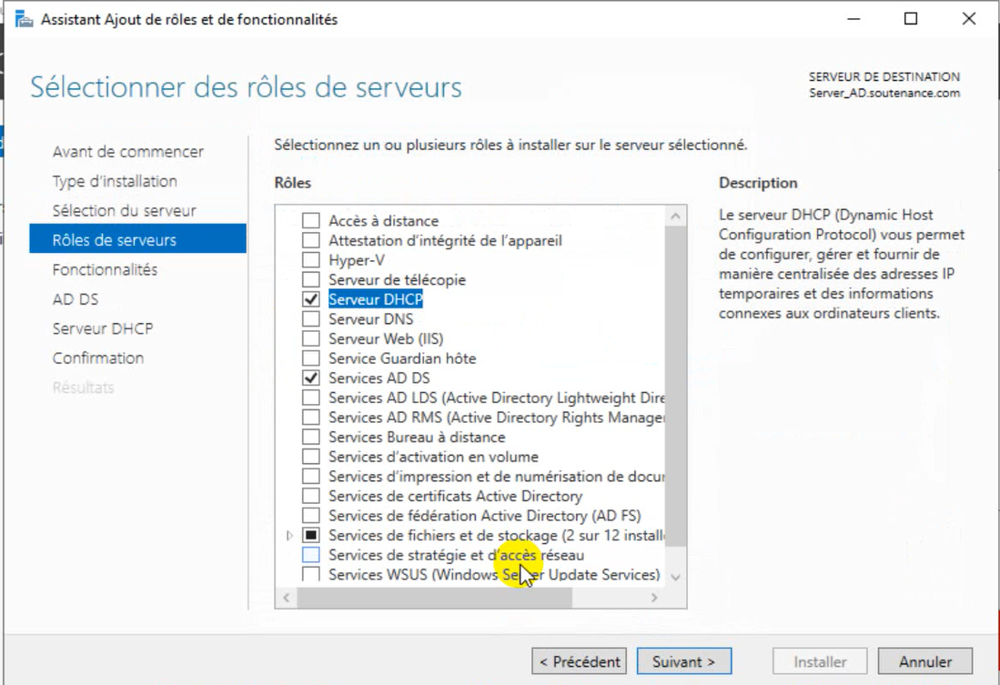 Assistant Ajout de rôles et de fonctionnalités
Sélectionner des rôles de serveurs
SERVEUR DE DESTINATION
Server_AD.soutenance.com
Avant de commencer
Type d'installation
Sélection du serveur
Rôles de serveurs
Fonctionnalités
AD DS
Serveur DHCP
Confirmation
Résultats
Sélectionnez un ou plusieurs rôles à installer sur le serveur sélectionné.
Rôles
Accès à distance
Attestation d'intégrité de l'appareil
Hyper-V
Serveur de télécopie
Serveur DHCP
Serveur DNS
Serveur Web (IIS)
Service Guardian hôte
Services AD DS
Services AD LDS (Active Directory Lightweight Dire
Services AD RMS (Active Directory Rights Manager
Services Bureau à distance
Services d'activation en volume
Services d'impression et de numérisation de docur
Services de certificats Active Directory
Services de fédération Active Directory (AD FS)
Services de fichiers et de stockage (2 sur 12 install
Services de stratégie et d'accès réseau
Services WSUS (Windows Server Update Services)
Description
Le serveur DHCP (Dynamic Host
Configuration Protocol) vous permet
de configurer, gérer et fournir de
manière centralisée des adresses IP
temporaires et des informations
connexes aux ordinateurs clients.
< Précédent
Suivant >
Installer
Annuler